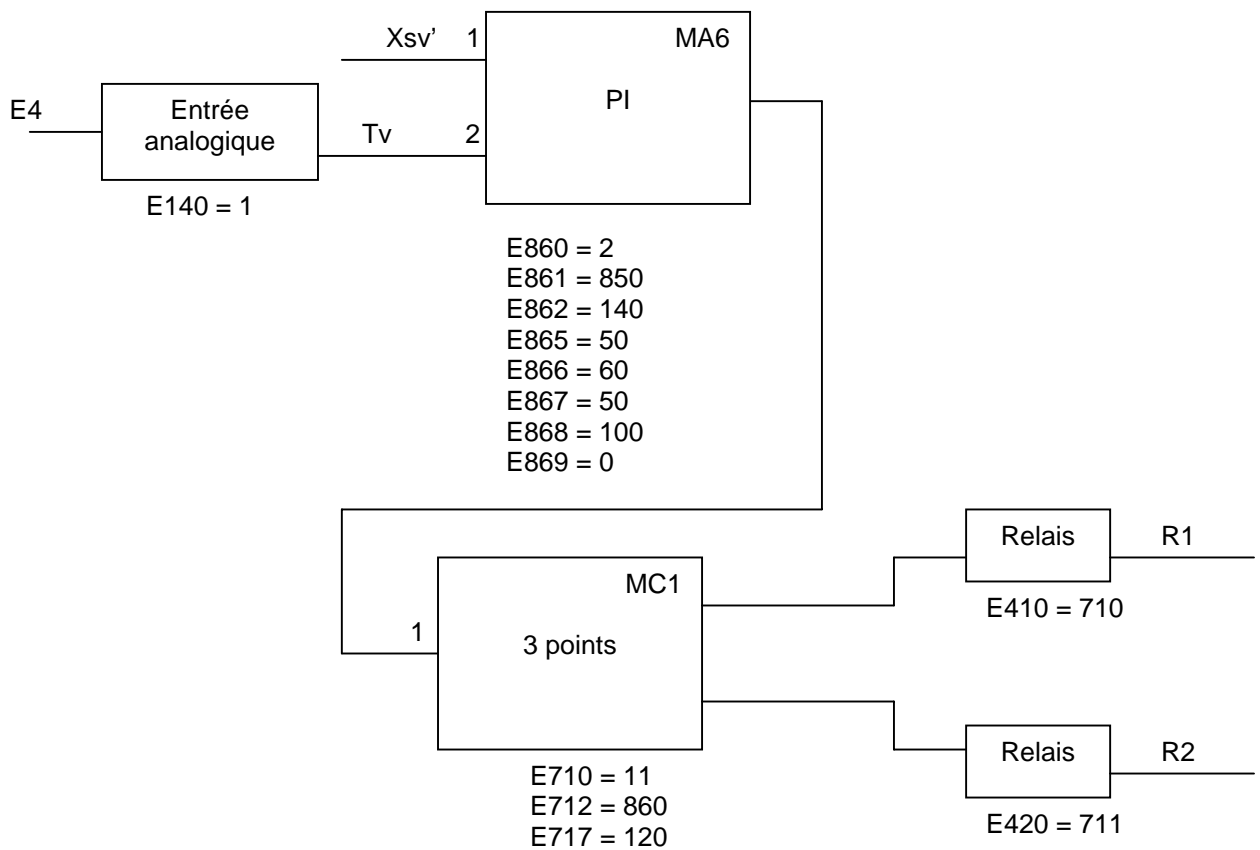 Xsv’ 1
MA6
PI
E4
Entrée
analogique
Tv 2
E140 = 1
E860 = 2
E861 = 850
E862 = 140
E865 = 50
E866 = 60
E867 = 50
E868 = 100
E869 = 0
MC1
1
3 points
Relais
R1
E410 = 710
Relais
R2
E420 = 711
E710 = 11
E712 = 860
E717 = 120